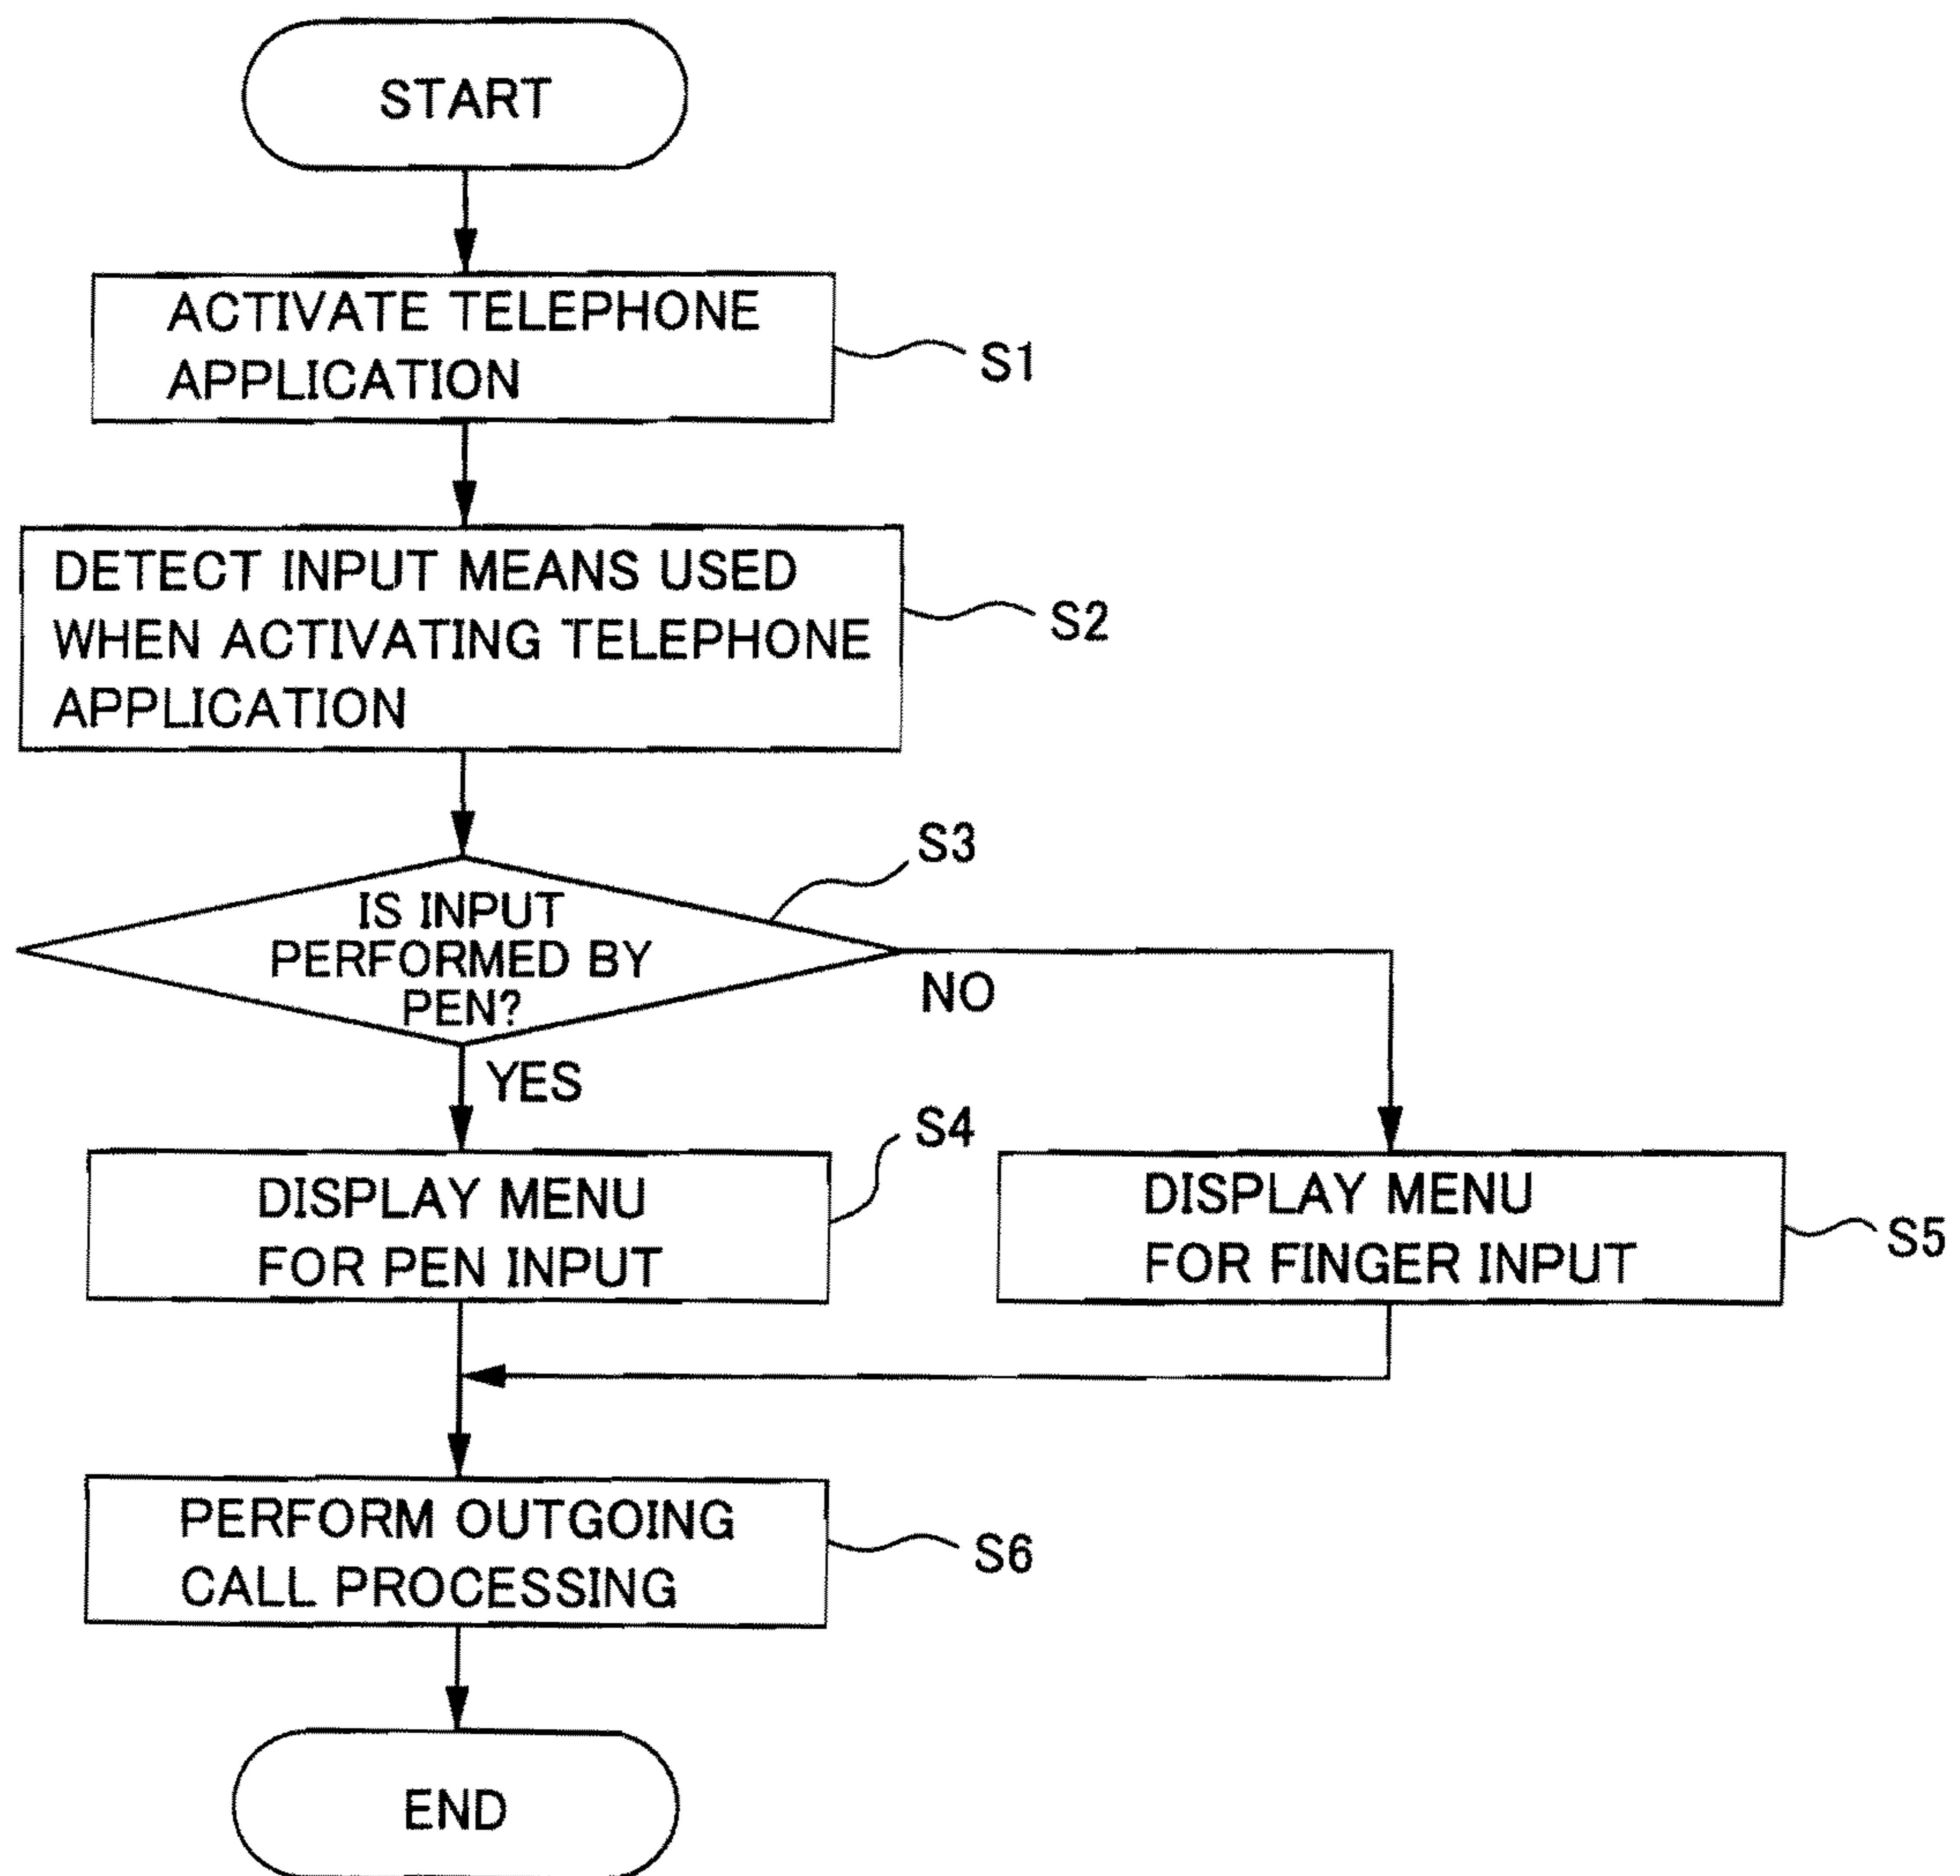 START
ACTIVATE TELEPHONE
APPLICATION
S1
DETECT INPUT MEANS USED
WHEN ACTIVATING TELEPHONE
APPLICATION
S2
S3
IS INPUT
PERFORMED BY
PEN?
NO
YES
S4
DISPLAY MENU
FOR PEN INPUT
DISPLAY MENU
FOR FINGER INPUT
S5
PERFORM OUTGOING
CALL PROCESSING
S6
END